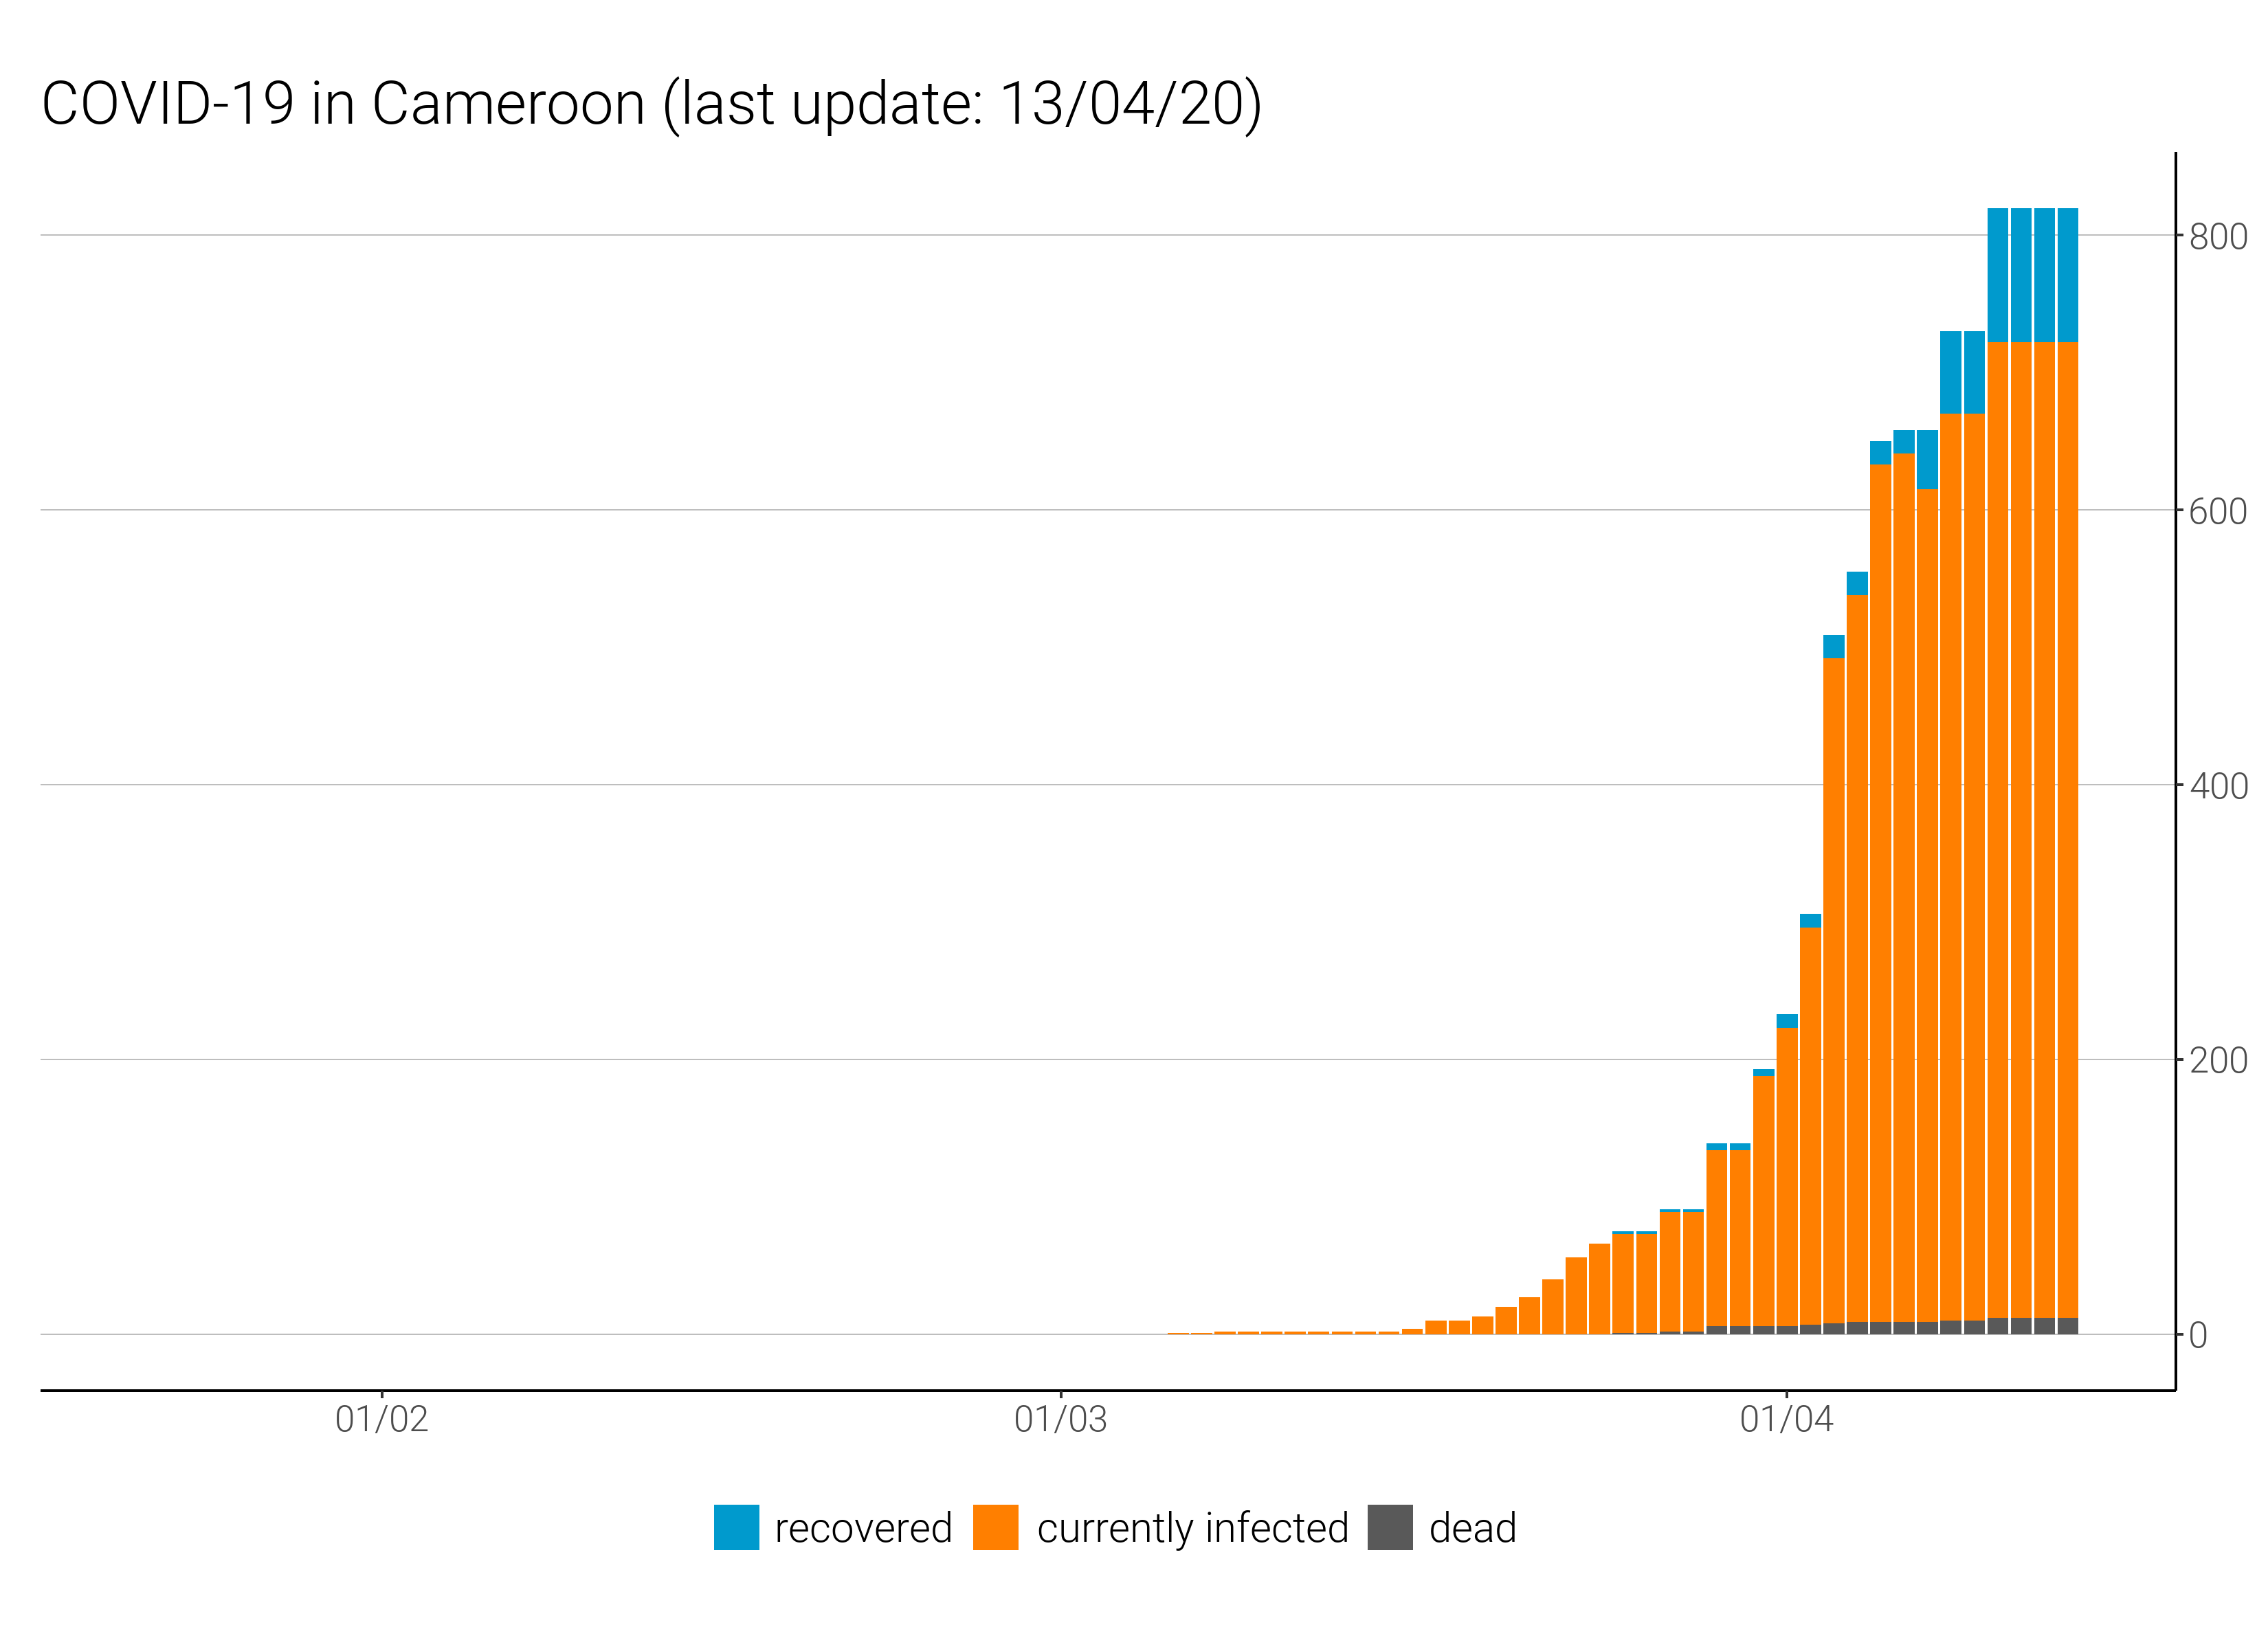 COVID-19 in Cameroon (last update: 13/04/20)
800
600
400
200
0
01/02 01/03 01/04
recovered currently infected dead